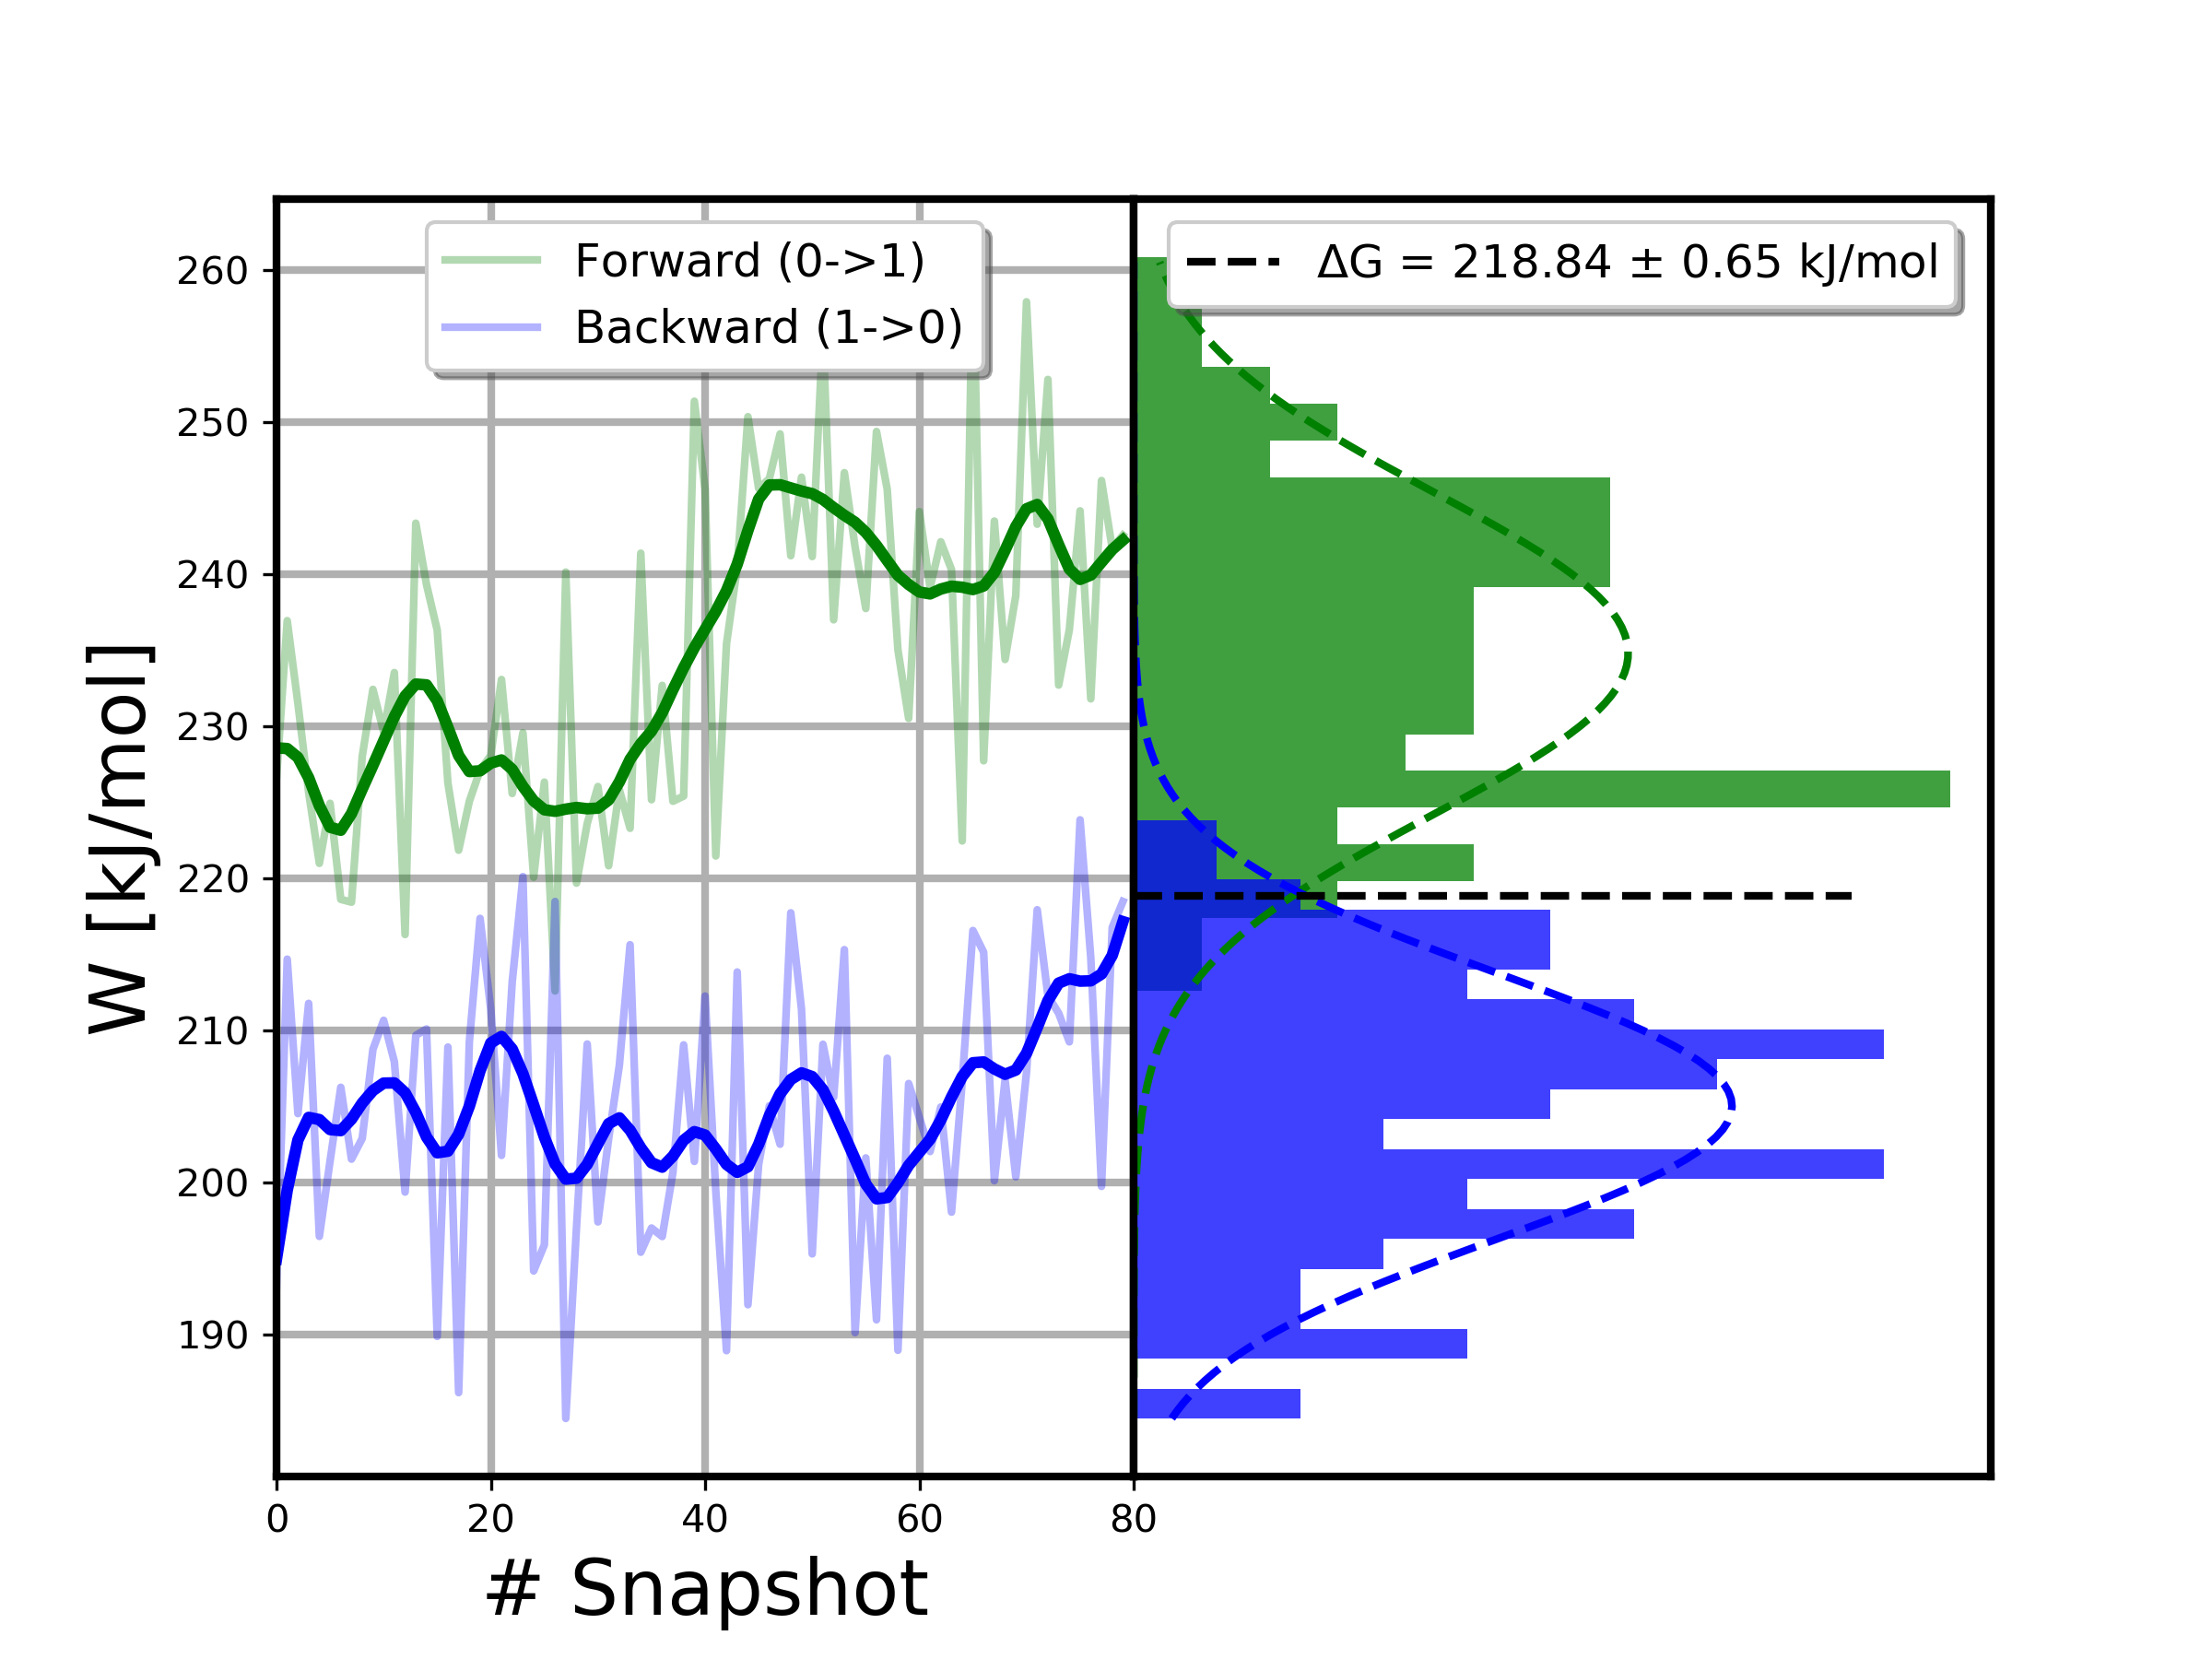 Forward (0->1)
Backward (1->0)
ΔG = 218.84 ± 0.65 kJ/mol
W [kJ/mol]
260
250
240
230
220
210
200
190
0 20 40 60 80
# Snapshot